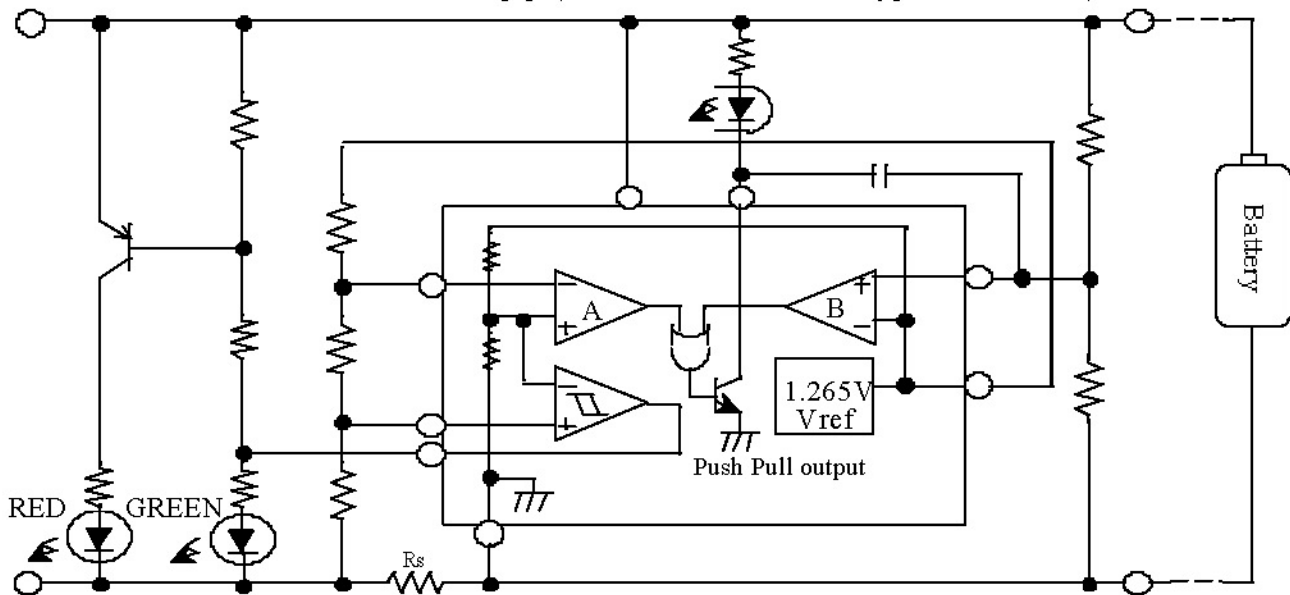 A
B
1.265V
Vref
Battery
Push Pull output
RED
GREEN
Rs